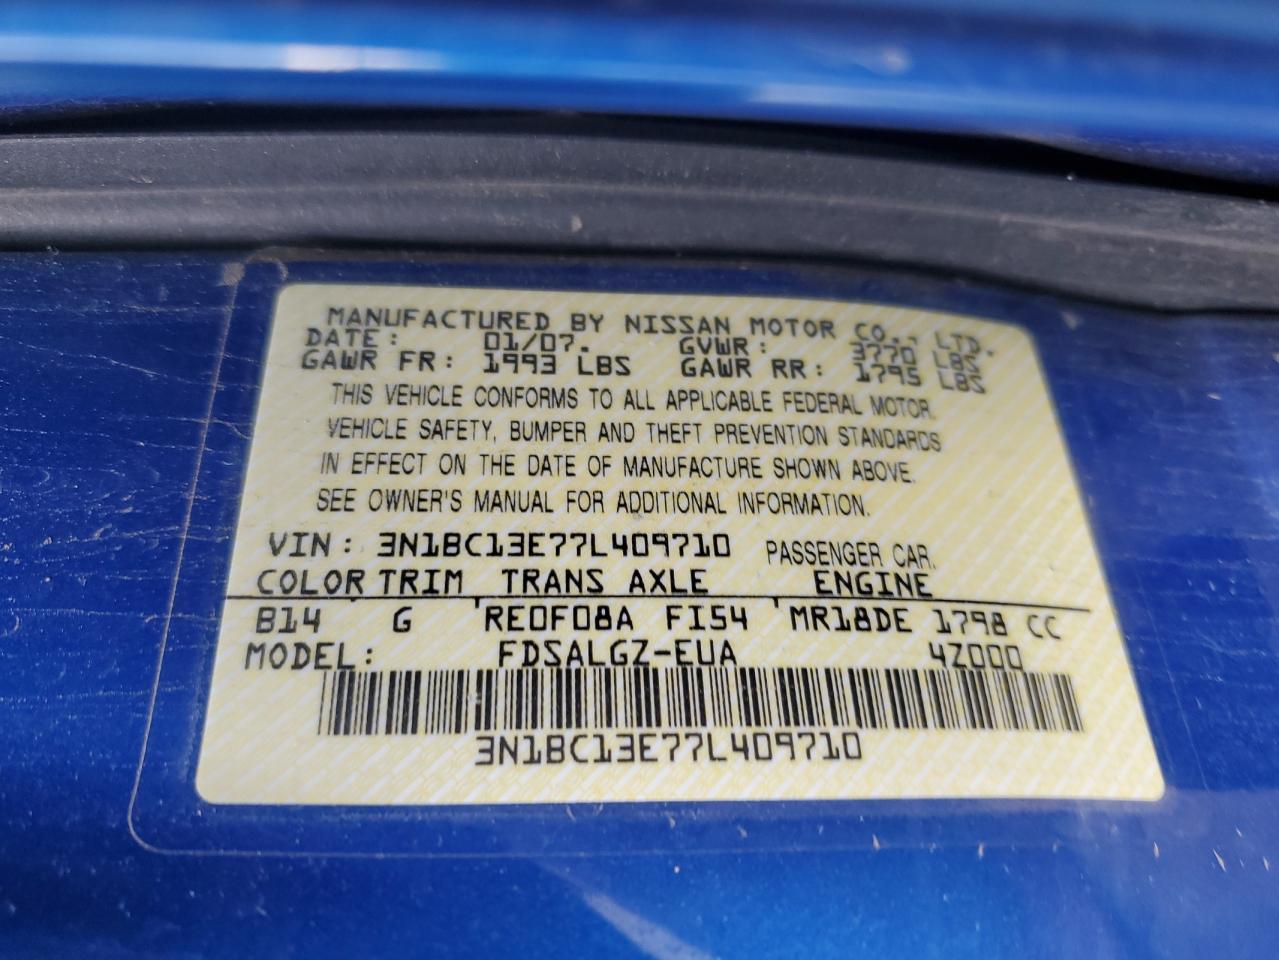 MANUFACTURED BY NISSAN MOTOR CO., LTD.
DATE: 01/07. GVWR: 3770 LBS
GAWR FR: 1993 LBS GAWR RR: 1795 LBS
THIS VEHICLE CONFORMS TO ALL APPLICABLE FEDERAL MOTOR
VEHICLE SAFETY, BUMPER AND THEFT PREVENTION STANDARDS
IN EFFECT ON THE DATE OF MANUFACTURE SHOWN ABOVE.
SEE OWNER'S MANUAL FOR ADDITIONAL INFORMATION.
VIN: 3N1BC13E77L409710 PASSENGER CAR.
COLOR TRIM TRANS AXLE ENGINE
B14 G RE0F08A FI54 MR18DE 1798 CC
MODEL: FDSALGZ-EUA 4Z000
3N1BC13E77L409710